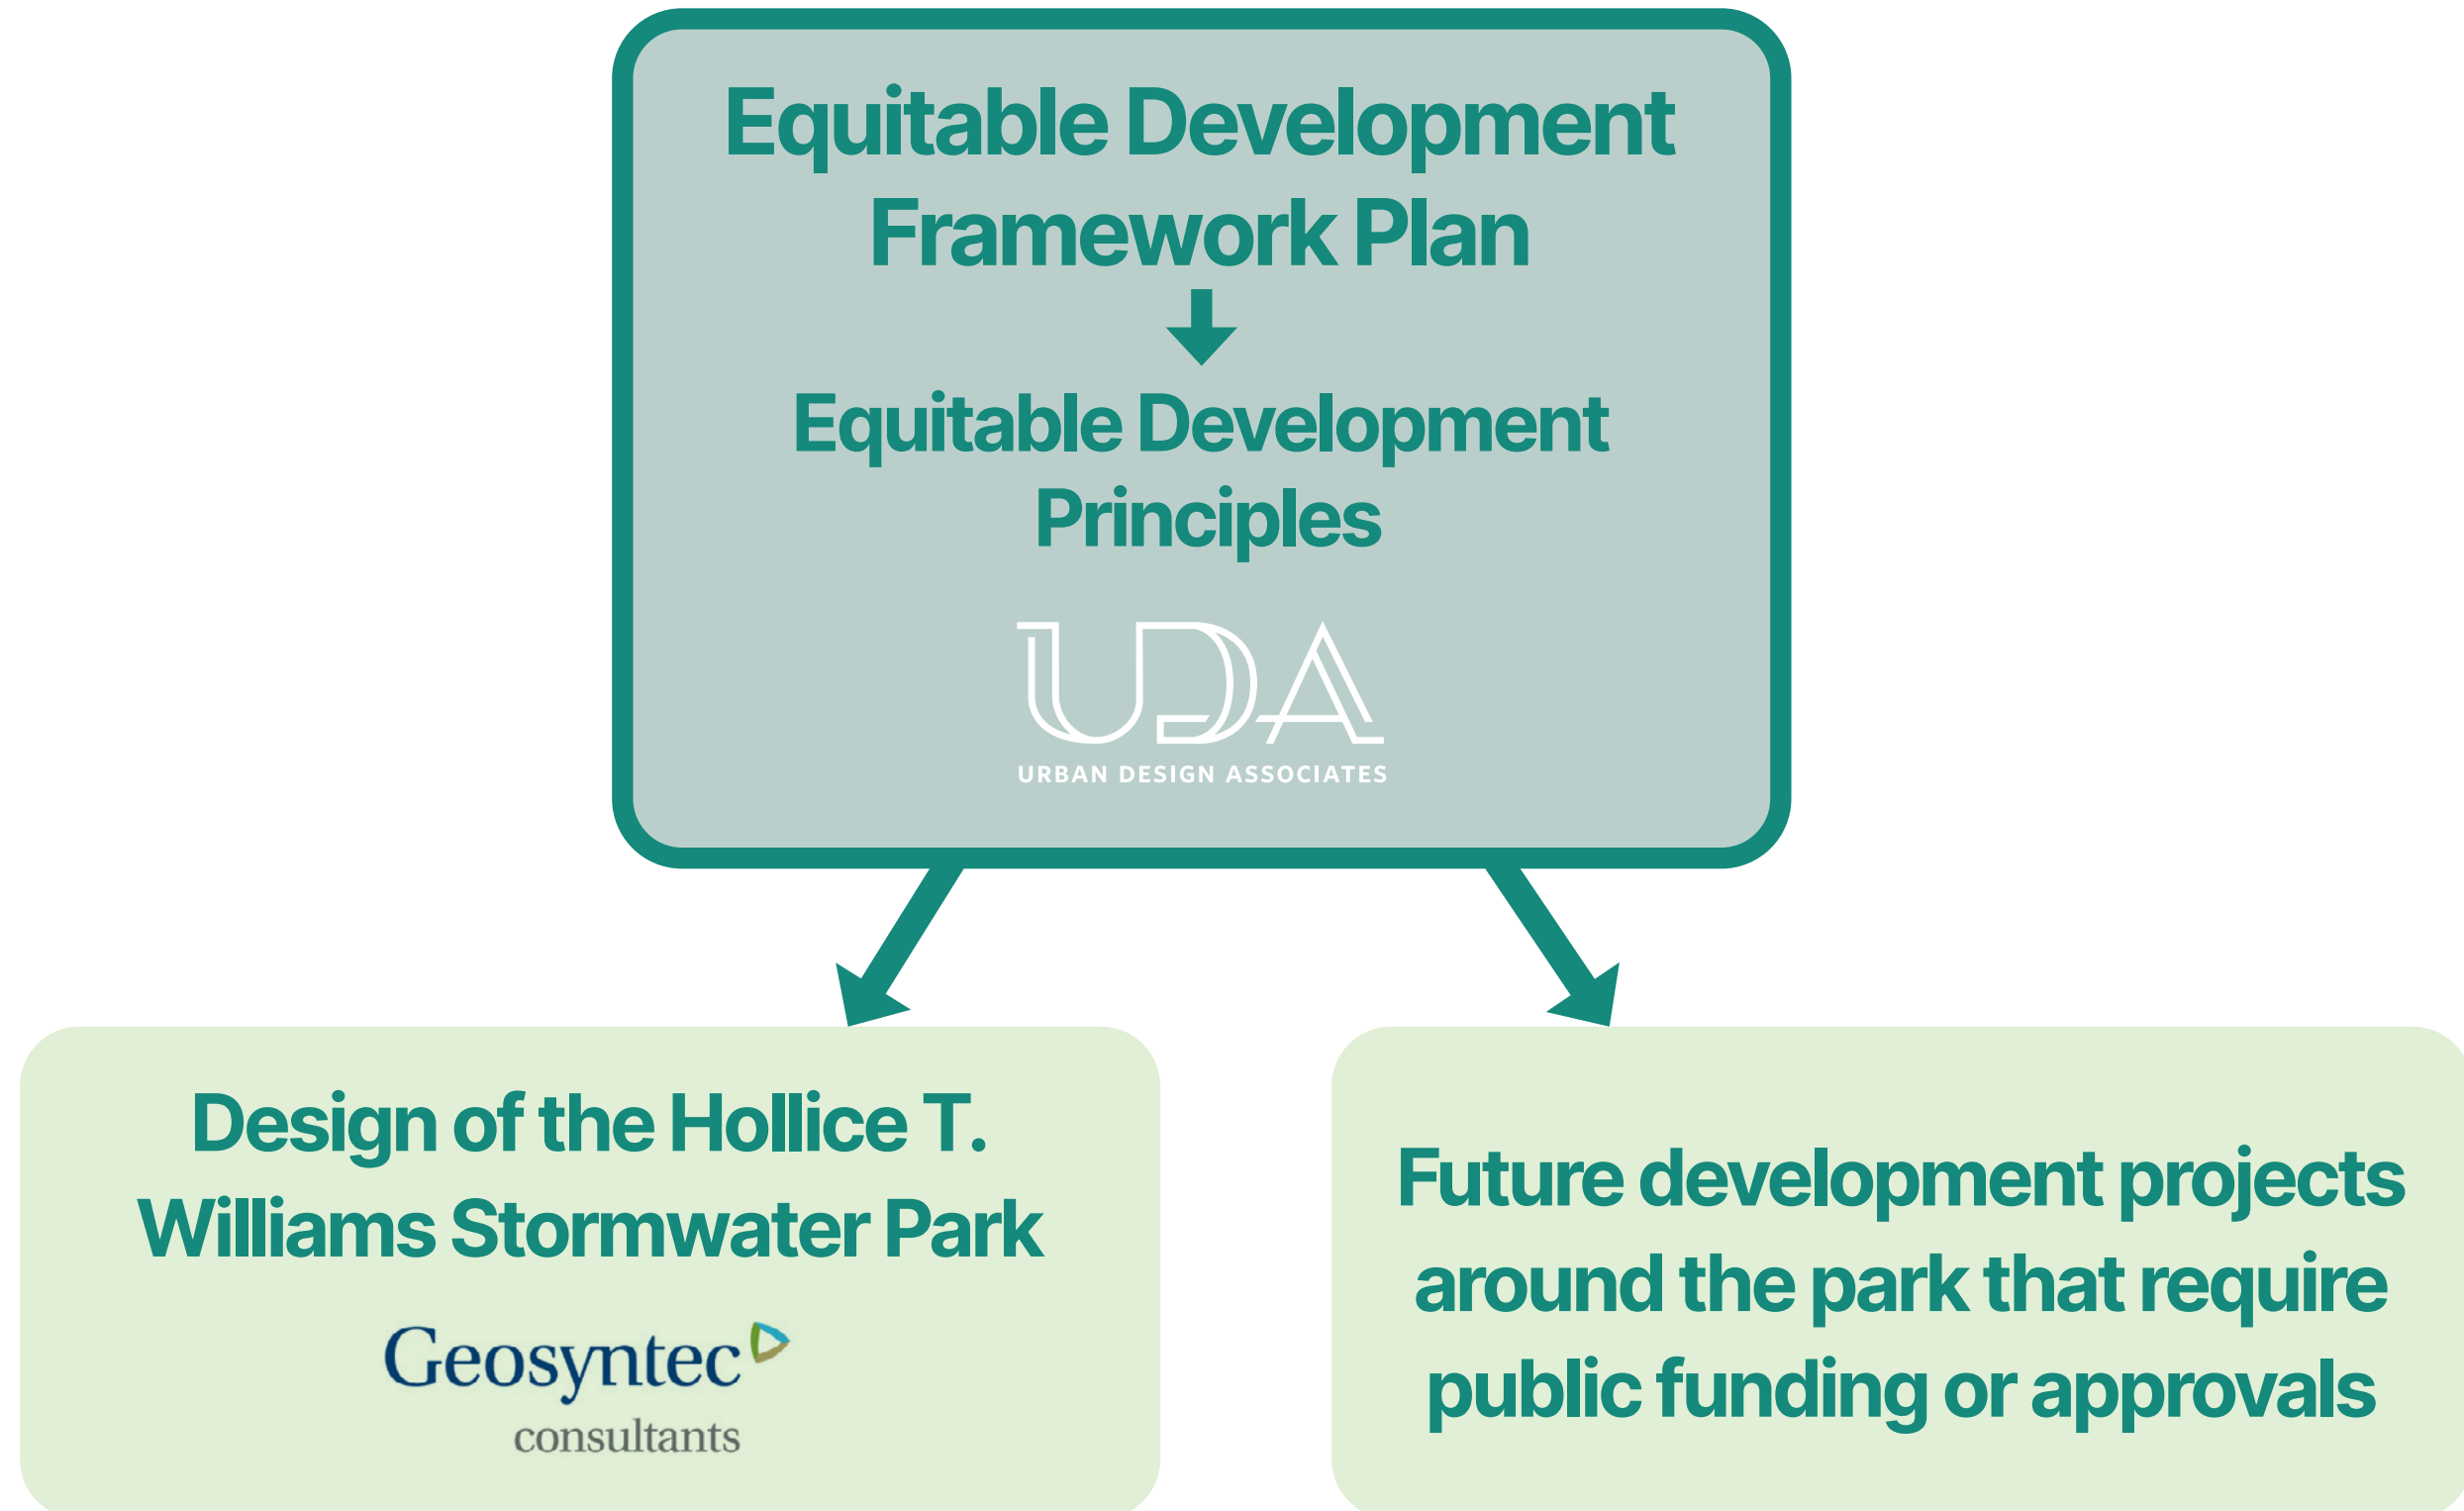 Equitable Development
Framework Plan
Equitable Development
Principles
UDA
URBAN DESIGN ASSOCIATES
Design of the Hollice T.
Williams Stormwater Park
Geosyntec
consultants
Future development projects
around the park that require
public funding or approvals